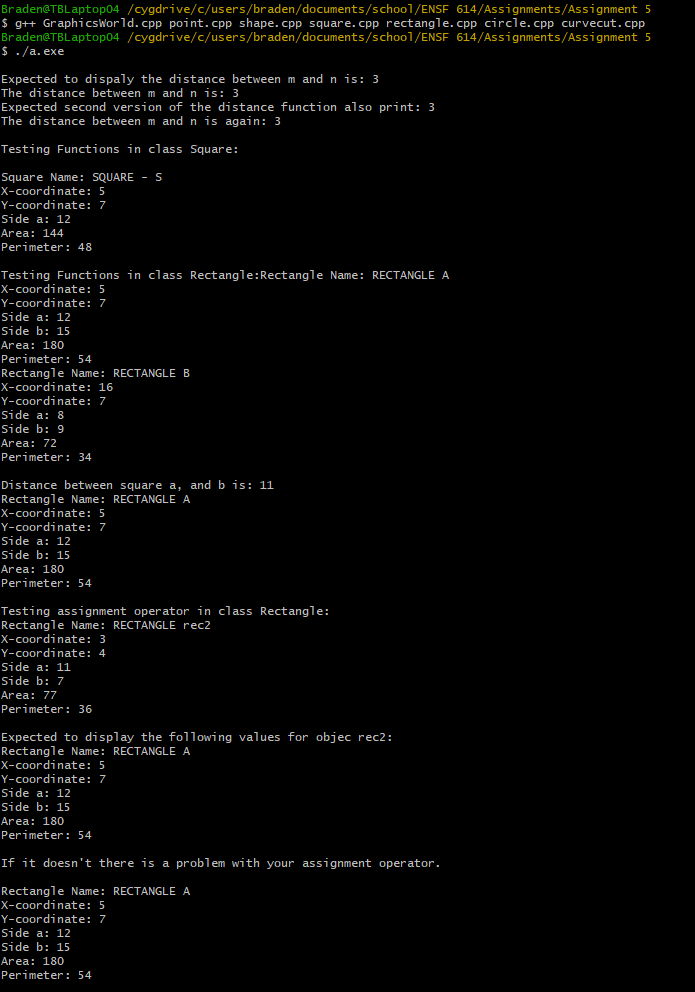 Braden@TBLaptop04 /cygdrive/c/users/braden/documents/school/ENSF 614/Assignments/Assignment 5
$ g++ GraphicsWorld.cpp point.cpp shape.cpp square.cpp rectangle.cpp circle.cpp curvecut.cpp
Braden@TBLaptop04 /cygdrive/c/users/braden/documents/school/ENSF 614/Assignments/Assignment 5
$ ./a.exe
Expected to dispaly the distance between m and n is: 3
The distance between m and n is: 3
Expected second version of the distance function also print: 3
The distance between m and n is again: 3
Testing Functions in class Square:
Square Name: SQUARE - S
X-coordinate: 5
Y-coordinate: 7
Side a: 12
Area: 144
Perimeter: 48
Testing Functions in class Rectangle:Rectangle Name: RECTANGLE A
X-coordinate: 5
Y-coordinate: 7
Side a: 12
Side b: 15
Area: 180
Perimeter: 54
Rectangle Name: RECTANGLE B
X-coordinate: 16
Y-coordinate: 7
Side a: 8
Side b: 9
Area: 72
Perimeter: 34
Distance between square a, and b is: 11
Rectangle Name: RECTANGLE A
X-coordinate: 5
Y-coordinate: 7
Side a: 12
Side b: 15
Area: 180
Perimeter: 54
Testing assignment operator in class Rectangle:
Rectangle Name: RECTANGLE rec2
X-coordinate: 3
Y-coordinate: 4
Side a: 11
Side b: 7
Area: 77
Perimeter: 36
Expected to display the following values for objec rec2:
Rectangle Name: RECTANGLE A
X-coordinate: 5
Y-coordinate: 7
Side a: 12
Side b: 15
Area: 180
Perimeter: 54
If it doesn't there is a problem with your assignment operator.
Rectangle Name: RECTANGLE A
X-coordinate: 5
Y-coordinate: 7
Side a: 12
Side b: 15
Area: 180
Perimeter: 54